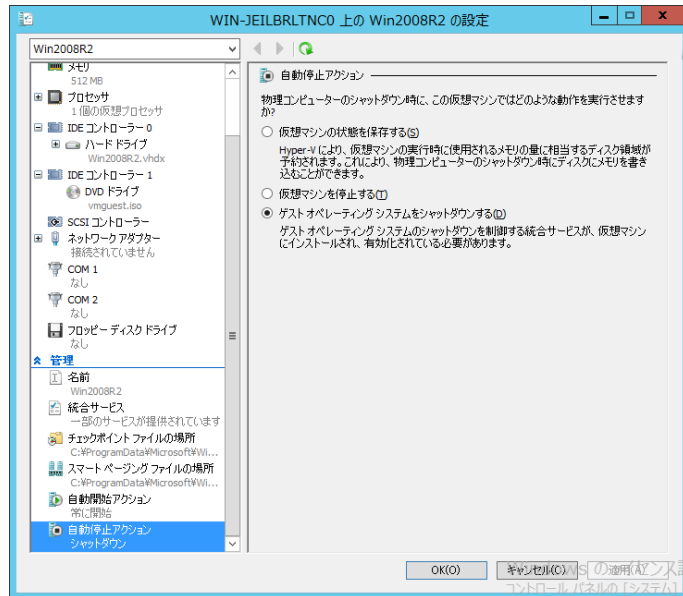 WIN-JEILBRLTNC0 上の Win2008R2 の設定
Win2008R2
メモリ
512 MB
プロセッサ
1 個の仮想プロセッサ
IDE コントローラー 0
ハード ドライブ
Win2008R2.vhdx
IDE コントローラー 1
DVD ドライブ
vmguest.iso
SCSI コントローラー
ネットワーク アダプター
接続されていません
COM 1
なし
COM 2
なし
フロッピー ディスク ドライブ
なし
管理
名前
Win2008R2
統合サービス
一部のサービスが提供されています
チェックポイント ファイルの場所
C:¥ProgramData¥Microsoft¥Wi...
スマート ページング ファイルの場所
C:¥ProgramData¥Microsoft¥Wi...
自動開始アクション
常に開始
自動停止アクション
シャットダウン
自動停止アクション
物理コンピューターのシャットダウン時に、この仮想マシンではどのような動作を実行させます
か?
仮想マシンの状態を保存する(S)
Hyper-V により、仮想マシンの実行時に使用されるメモリの量に相当するディスク領域が
予約されます。これにより、物理コンピューターのシャットダウン時にディスクにメモリを書き
込むことができます。
仮想マシンを停止する(T)
ゲスト オペレーティング システムをシャットダウンする(D)
ゲスト オペレーティング システムのシャットダウンを制御する統合サービスが、仮想マシン
にインストールされ、有効化されている必要があります。
OK(O)
キャンセル(C)
適用(A)
コントロール パネルの [システム]